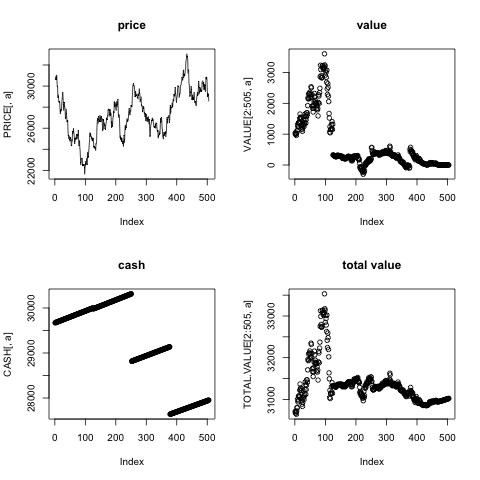 price
PRICE[, a]
22000 26000 30000
0 100 200 300 400 500
Index
value
VALUE[2:505, a]
0 1000 2000 3000
0 100 200 300 400 500
Index
cash
CASH[, a]
28000 29000 30000
0 100 200 300 400 500
Index
total value
TOTAL.VALUE[2:505, a]
31000 32000 33000
0 100 200 300 400 500
Index